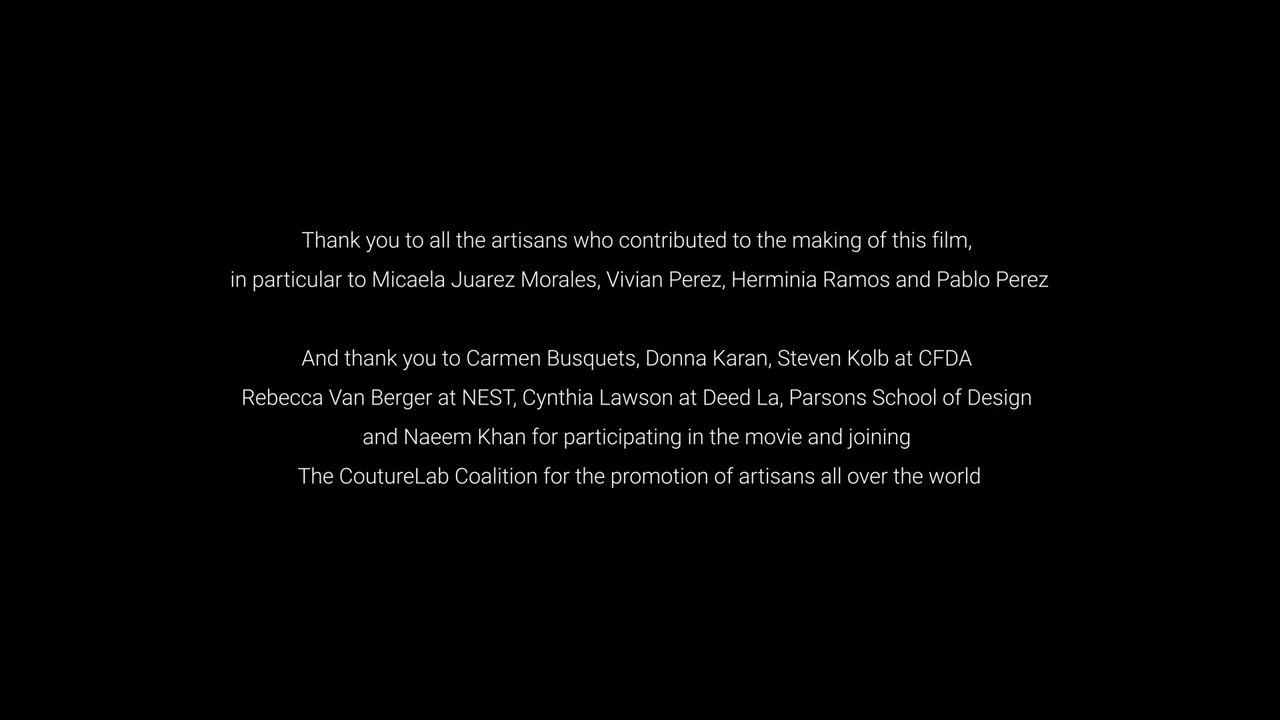 Thank you to all the artisans who contributed to the making of this film,
in particular to Micaela Juarez Morales, Vivian Perez, Herminia Ramos and Pablo Perez
And thank you to Carmen Busquets, Donna Karan, Steven Kolb at CFDA
Rebecca Van Berger at NEST, Cynthia Lawson at Deed La, Parsons School of Design
and Naeem Khan for participating in the movie and joining
The CoutureLab Coalition for the promotion of artisans all over the world